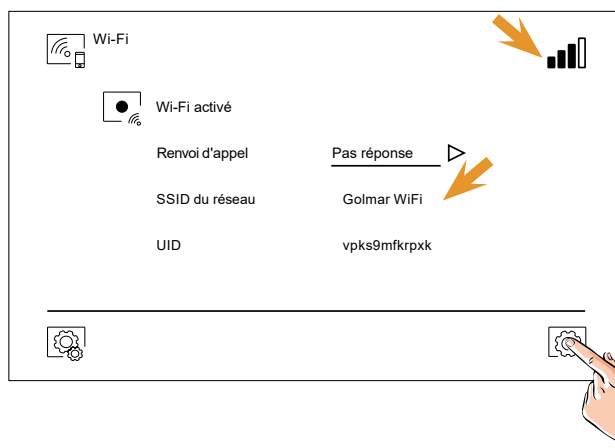 Wi-Fi
Wi-Fi activé
Renvoi d'appel Pas réponse
SSID du réseau Golmar WiFi
UID vpks9mfkrpxk